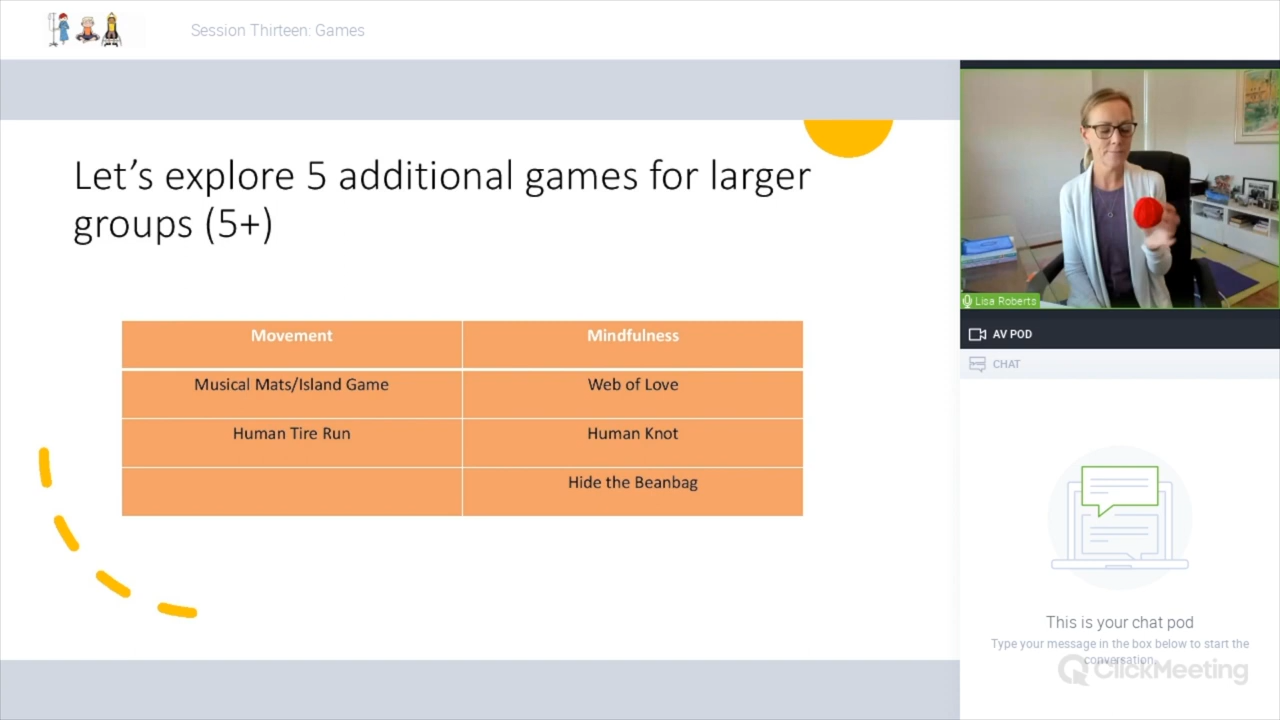 Session Thirteen: Games
Let's explore 5 additional games for larger
groups (5+)
Movement
Mindfulness
Musical Mats/Island Game
Web of Love
Human Tire Run
Human Knot
Hide the Beanbag
Lisa Roberts
AV POD
CHAT
This is your chat pod
Type your message in the box below to start the
conversation.
ClickMeeting